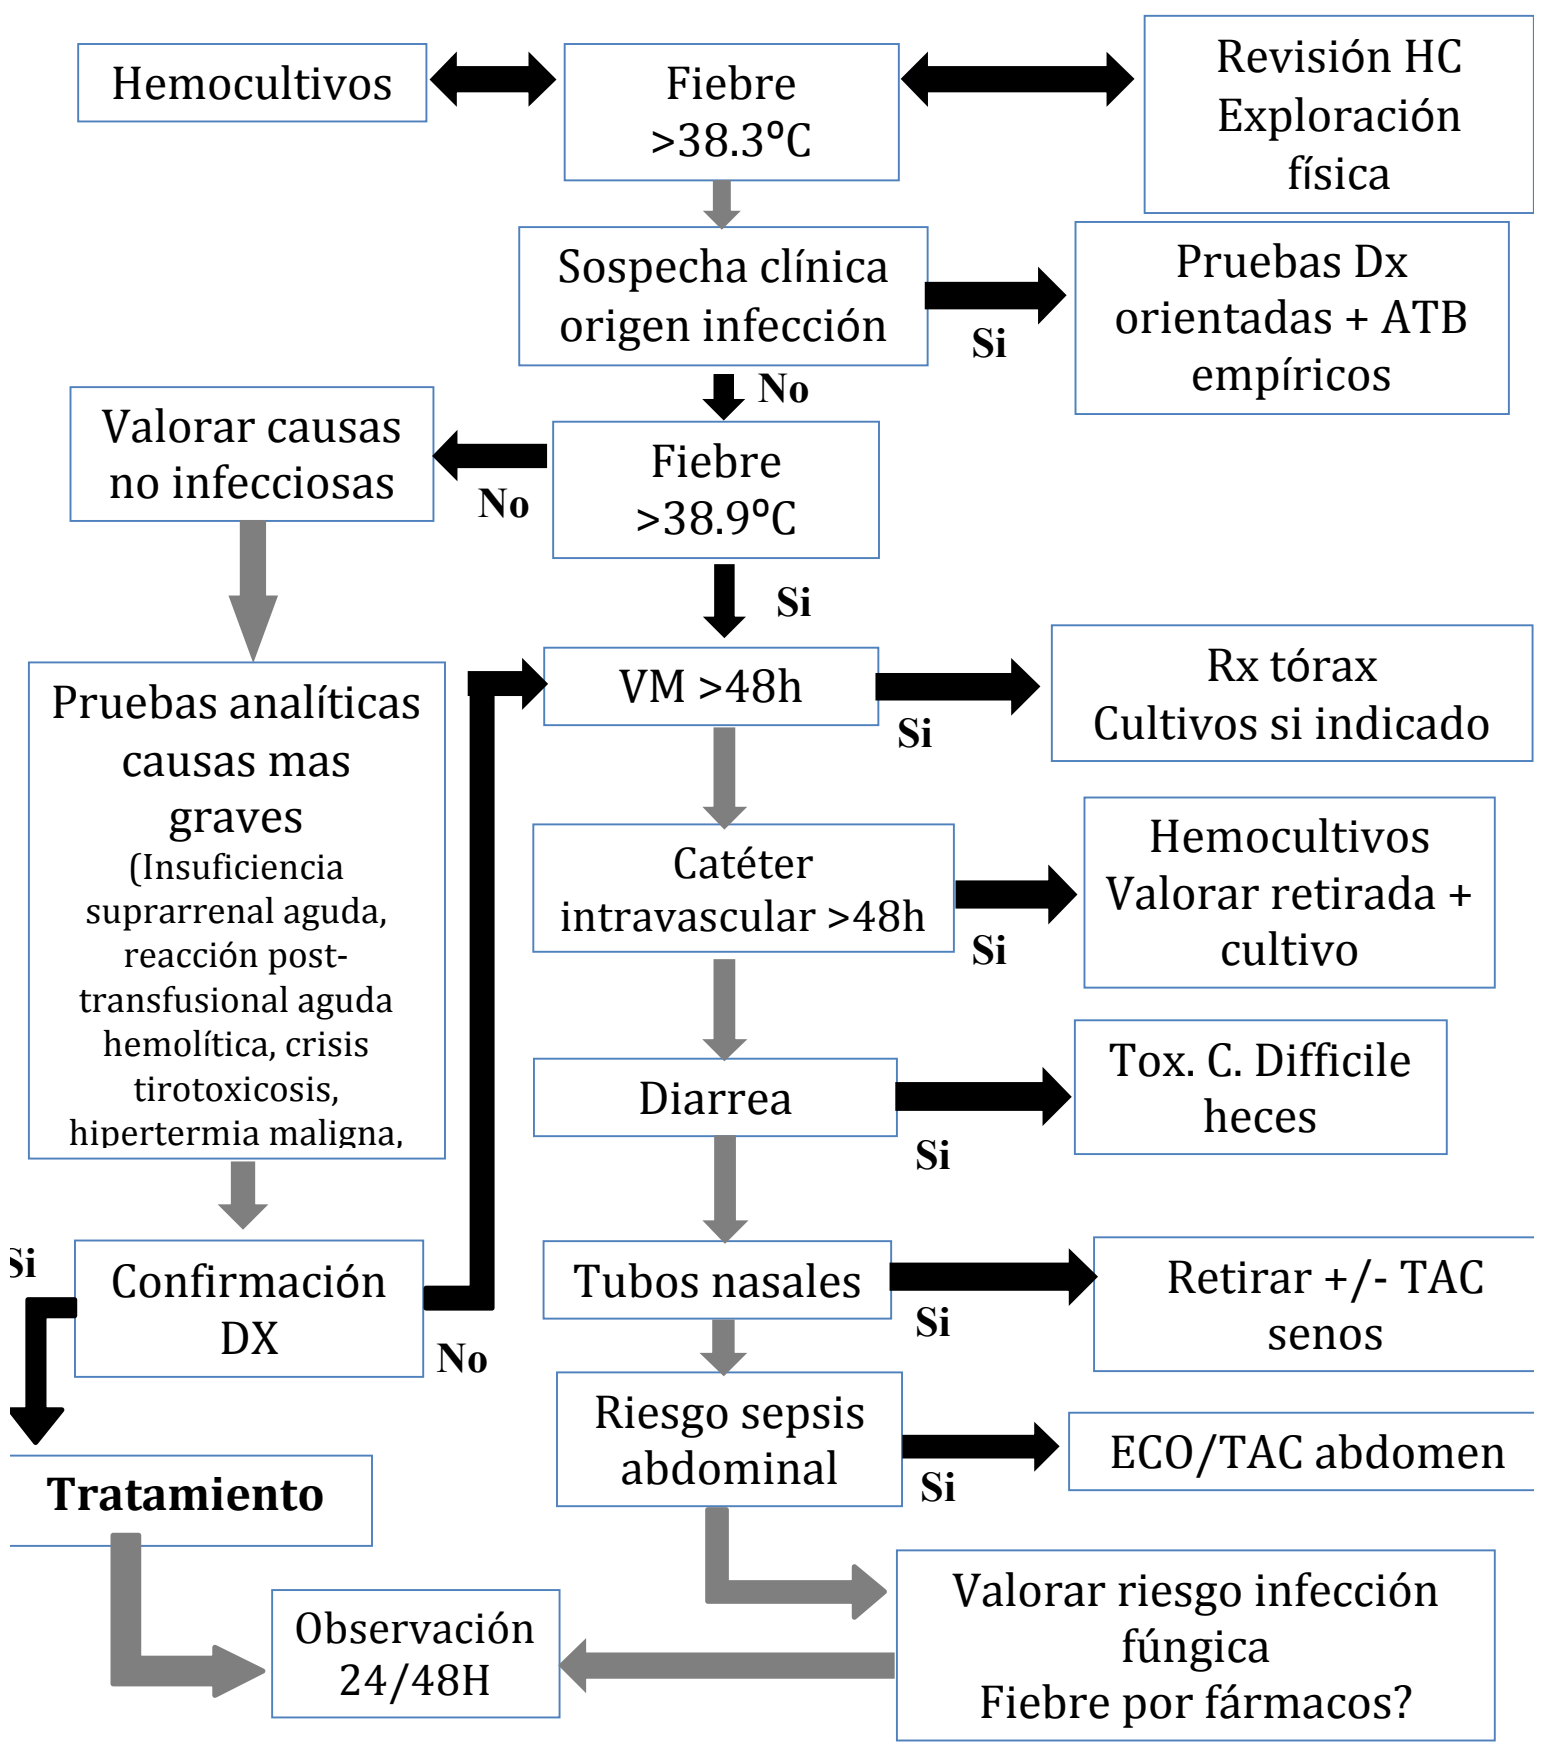 Hemocultivos
Fiebre
>38.3ºC
Revisión HC
Exploración
física
Sospecha clínica
origen infección
Si
Pruebas Dx
orientadas + ATB
empíricos
No
Valorar causas
no infecciosas
No
Fiebre
>38.9ºC
Si
VM >48h
Si
Rx tórax
Cultivos si indicado
Pruebas analíticas
causas mas
graves
(Insuficiencia
suprarrenal aguda,
reacción post-
transfusional aguda
hemolítica, crisis
tirotoxicosis,
hipertermia maligna,
Catéter
intravascular >48h
Si
Hemocultivos
Valorar retirada +
cultivo
Diarrea
Si
Tox. C. Difficile
heces
Si
Confirmación
DX
No
Tubos nasales
Si
Retirar +/- TAC
senos
Riesgo sepsis
abdominal
Si
ECO/TAC abdomen
Tratamiento
Observación
24/48H
Valorar riesgo infección
fúngica
Fiebre por fármacos?